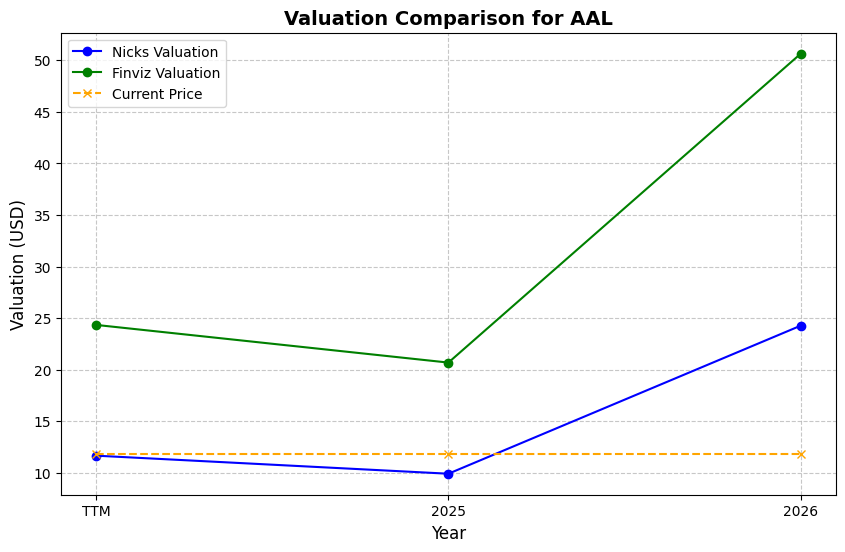 Valuation Comparison for AAL
Nicks Valuation
Finviz Valuation
Current Price
Valuation (USD)
50
45
40
35
30
25
20
15
10
TTM
2025
2026
Year